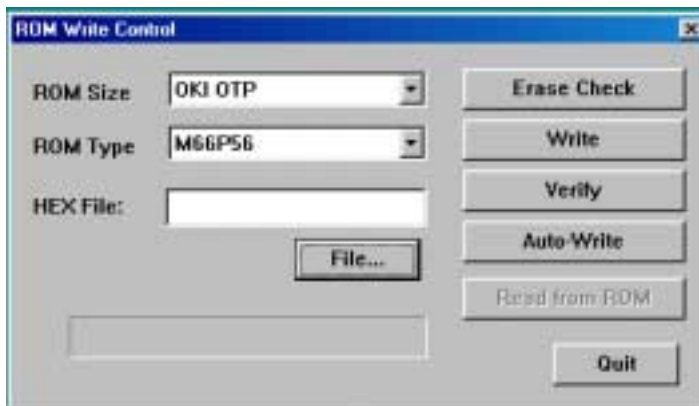 ROM Write Control
ROM Size OKI OTP
ROM Type M66P56
HEX File:
File...
Erase Check
Write
Verify
Auto-Write
Read from ROM
Quit